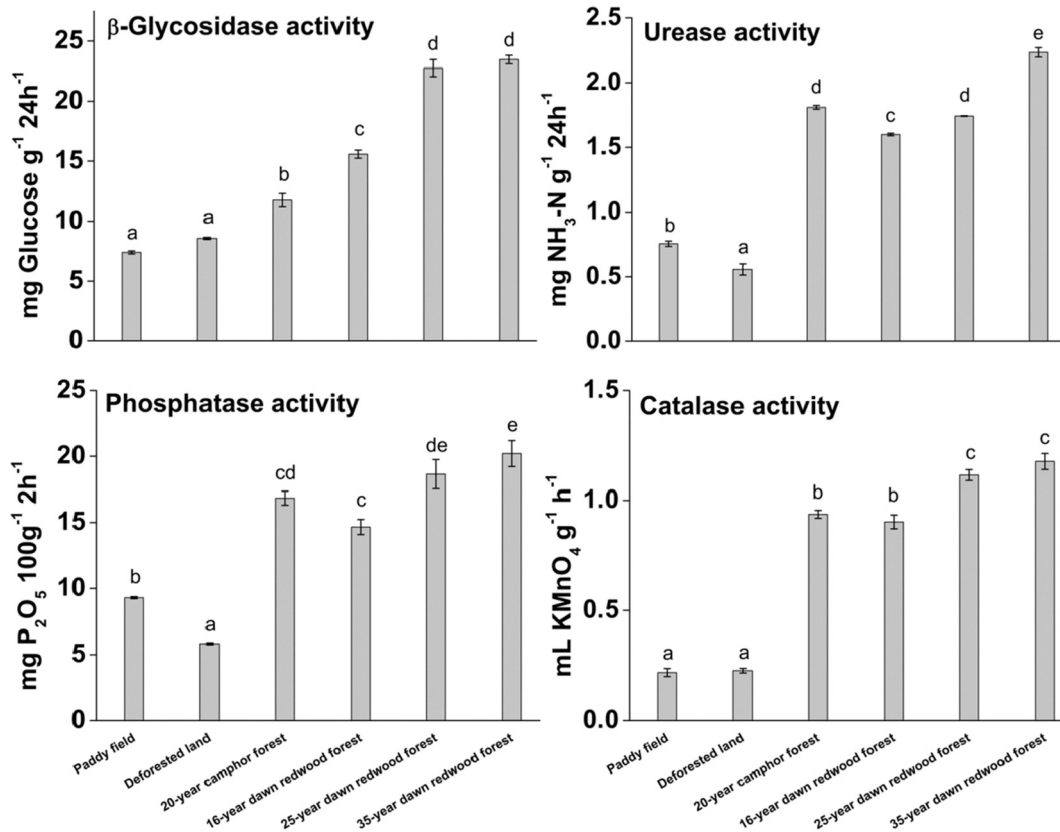 β-Glycosidase activity
mg Glucose g⁻¹ 24h⁻¹
25
20
15
10
5
0
a
a
b
c
d
d
Urease activity
mg NH₃-N g⁻¹ 24h⁻¹
2.5
2.0
1.5
1.0
0.5
0.0
b
a
d
c
d
e
Phosphatase activity
mg P₂O₅ 100g⁻¹ 2h⁻¹
25
20
15
10
5
0
b
a
cd
c
de
e
Paddy field
Deforested land
20-year camphor forest
16-year dawn redwood forest
25-year dawn redwood forest
35-year dawn redwood forest
Catalase activity
mL KMnO₄ g⁻¹ h⁻¹
1.5
1.0
0.5
0.0
a
a
b
b
c
c
Paddy field
Deforested land
20-year camphor forest
16-year dawn redwood forest
25-year dawn redwood forest
35-year dawn redwood forest